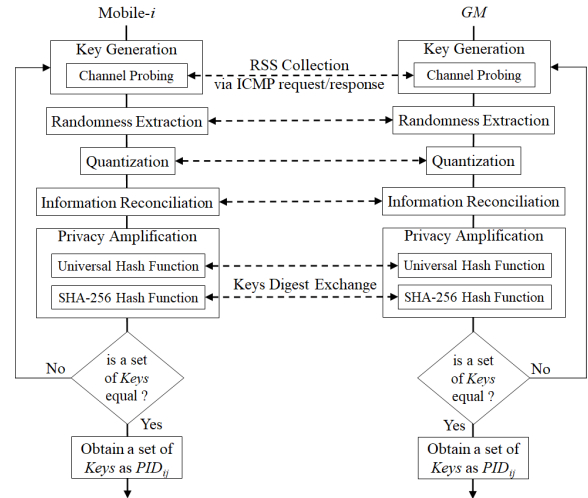 Mobile-i
GM
Key Generation
Channel Probing
RSS Collection
via ICMP request/response
Key Generation
Channel Probing
Randomness Extraction
Randomness Extraction
Quantization
Quantization
Information Reconciliation
Information Reconciliation
Privacy Amplification
Privacy Amplification
Universal Hash Function
Universal Hash Function
SHA-256 Hash Function
Keys Digest Exchange
SHA-256 Hash Function
No
is a set
of Keys
equal ?
is a set
of Keys
equal ?
No
Yes
Yes
Obtain a set of
Keys as PID_ij
Obtain a set of
Keys as PID_ij